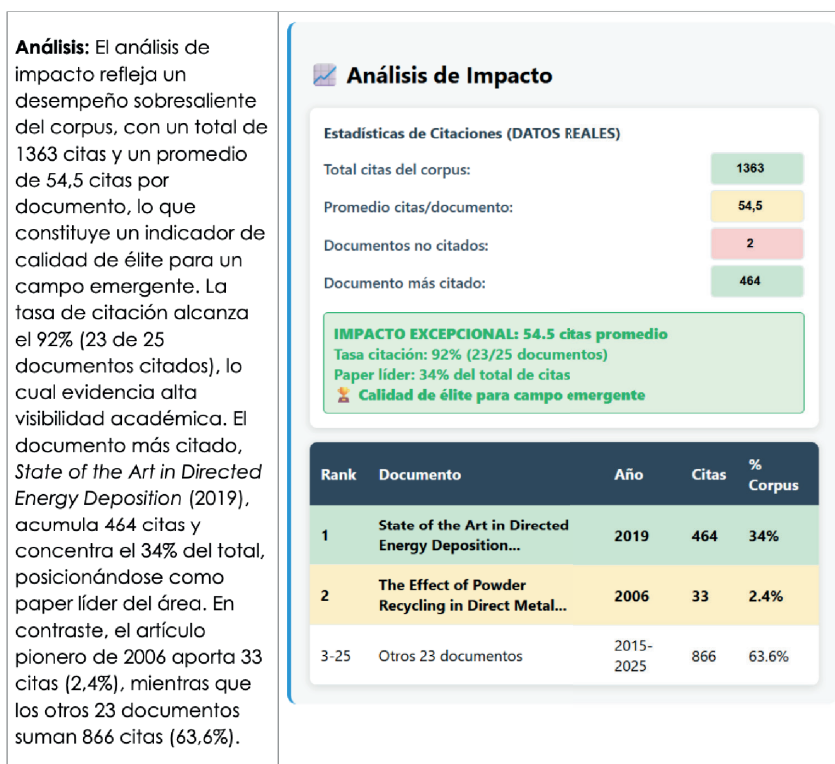 Análisis: El análisis de
impacto refleja un
desempeño sobresaliente
del corpus, con un total de
1363 citas y un promedio
de 54,5 citas por
documento, lo que
constituye un indicador de
calidad de élite para un
campo emergente. La
tasa de citación alcanza
el 92% (23 de 25
documentos citados), lo
cual evidencia alta
visibilidad académica. El
documento más citado,
State of the Art in Directed
Energy Deposition (2019),
acumula 464 citas y
concentra el 34% del total,
posicionándose como
paper líder del área. En
contraste, el artículo
pionero de 2006 aporta 33
citas (2,4%), mientras que
los otros 23 documentos
suman 866 citas (63,6%).
Análisis de Impacto
Estadísticas de Citaciones (DATOS REALES)
Total citas del corpus: 1363
Promedio citas/documento: 54,5
Documentos no citados: 2
Documento más citado: 464
IMPACTO EXCEPCIONAL: 54.5 citas promedio
Tasa citación: 92% (23/25 documentos)
Paper líder: 34% del total de citas
Calidad de élite para campo emergente
Rank Documento Año Citas % Corpus
1 State of the Art in Directed Energy Deposition... 2019 464 34%
2 The Effect of Powder Recycling in Direct Metal... 2006 33 2.4%
3-25 Otros 23 documentos 2015-2025 866 63.6%